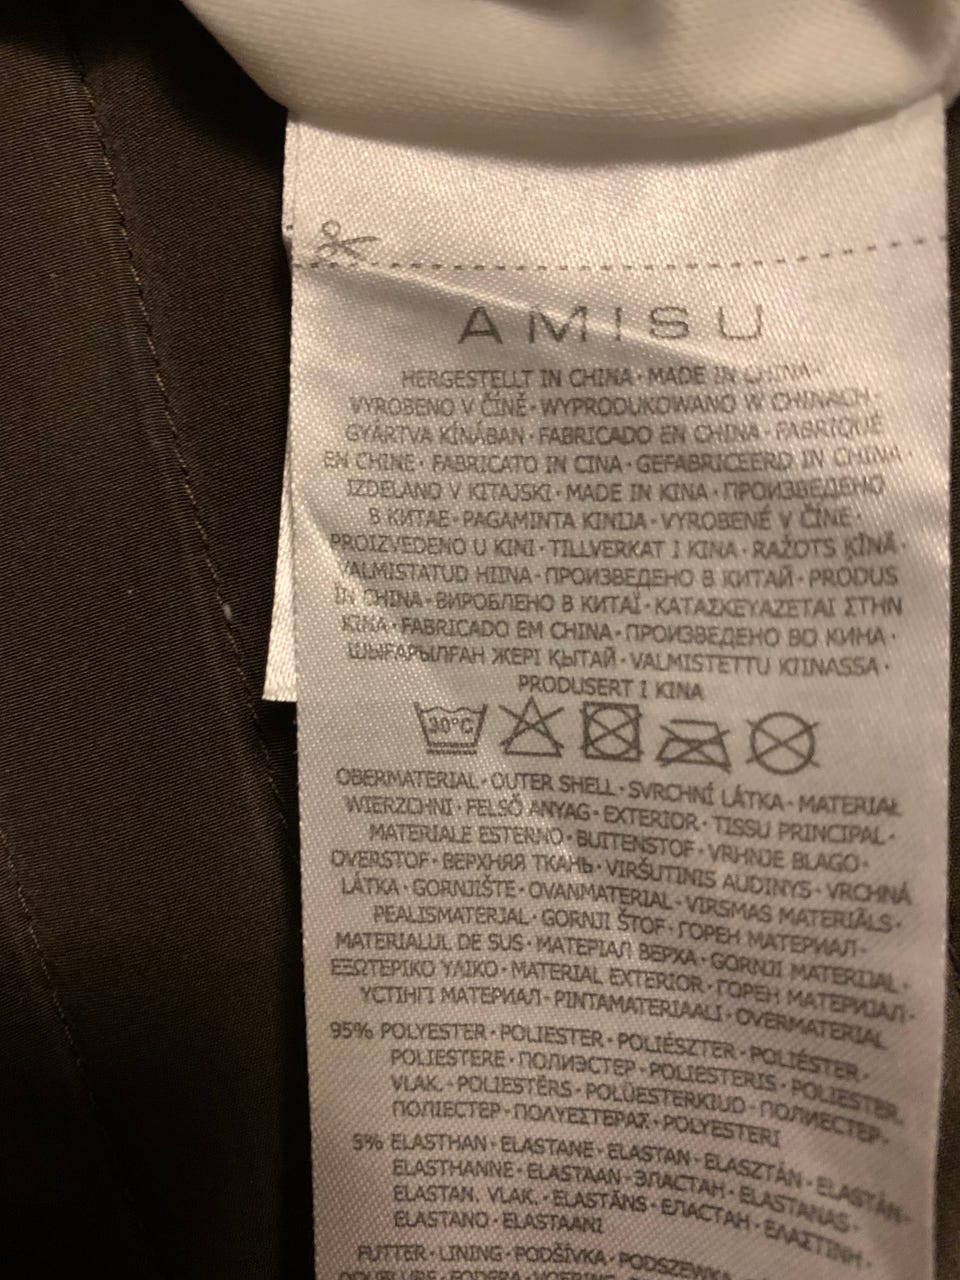 AMISU
HERGESTELLT IN CHINA · MADE IN CHINA ·
VYROBENO V ČÍNĚ · WYPRODUKOWANO W CHINACH ·
GYÁRTVA KÍNÁBAN · FABRICADO EN CHINA · FABRIQUÉ
EN CHINE · FABRICATO IN CINA · GEFABRICEERD IN CHINA ·
IZDELANO V KITAJSKI · MADE IN KINA · ПРОИЗВЕДЕНО
В КИТАЕ · PAGAMINTA KINIJA · VYROBENÉ V ČÍNE ·
PROIZVEDENO U KINI · TILLVERKAT I KINA · RAŽOTS ĶĪNĀ ·
VALMISTATUD HIINA · ПРОИЗВЕДЕНО В КИТАЙ · PRODUS
ÎN CHINA · ВИРОБЛЕНО В КИТАЇ · ΚΑΤΑΣΚΕΥΑΖΕΤΑΙ ΣΤΗΝ
ΚΙΝΑ · FABRICADO EM CHINA · ПРОИЗВЕДЕНО ВО КИНА ·
ШЫҒАРЫЛҒАН ЖЕРІ ҚЫТАЙ · VALMISTETTU KIINASSA ·
PRODUSERT I KINA
30°C
OBERMATERIAL · OUTER SHELL · SVRCHNÍ LÁTKA · MATERIAŁ
WIERZCHNI · FELSŐ ANYAG · EXTERIOR · TISSU PRINCIPAL ·
MATERIALE ESTERNO · BUITENSTOF · VRHNJE BLAGO ·
OVERSTOF · ВЕРХНЯЯ ТКАНЬ · VIRŠUTINIS AUDINYS · VRCHNÁ
LÁTKA · GORNJIŠTE · OVANMATERIAL · VIRSMAS MATERIĀLS ·
PEALISMATERJAL · GORNJI ŠTOF · ГОРЕН МАТЕРИАЛ ·
MATERIALUL DE SUS · МАТЕРІАЛ ВЕРХА · GORNJI MATERIJAL ·
ΕΞΩΤΕΡΙΚΟ ΥΛΙΚΟ · MATERIAL EXTERIOR · ГОРЕН МАТЕРИЈАЛ ·
ҮСТІҢГІ МАТЕРИАЛ · PINTAMATERIAALI · OVERMATERIAL
95% POLYESTER · POLIESTER · POLIÉSZTER · POLIÉSTER ·
POLIESTERE · ПОЛИЭСТЕР · POLIESTERIS · POLIESTER.
VLAK. · POLIESTĒRS · POLÜESTERKIUD · ПОЛИЕСТЕР ·
ПОЛІЕСТЕР · ΠΟΛΥΕΣΤΕΡΑΣ · POLYESTERI
5% ELASTHAN · ELASTANE · ELASTAN · ELASZTÁN · ELASTÁN ·
ELASTHANNE · ELASTAAN · ЭЛАСТАН · ELASTANAS ·
ELASTAN. VLAK. · ELASTĀNS · ЕЛАСТАН · ΕΛΑΣΤΙΝΗ ·
ELASTANO · ELASTAANI
FUTTER · LINING · PODŠÍVKA · PODSZEWKA